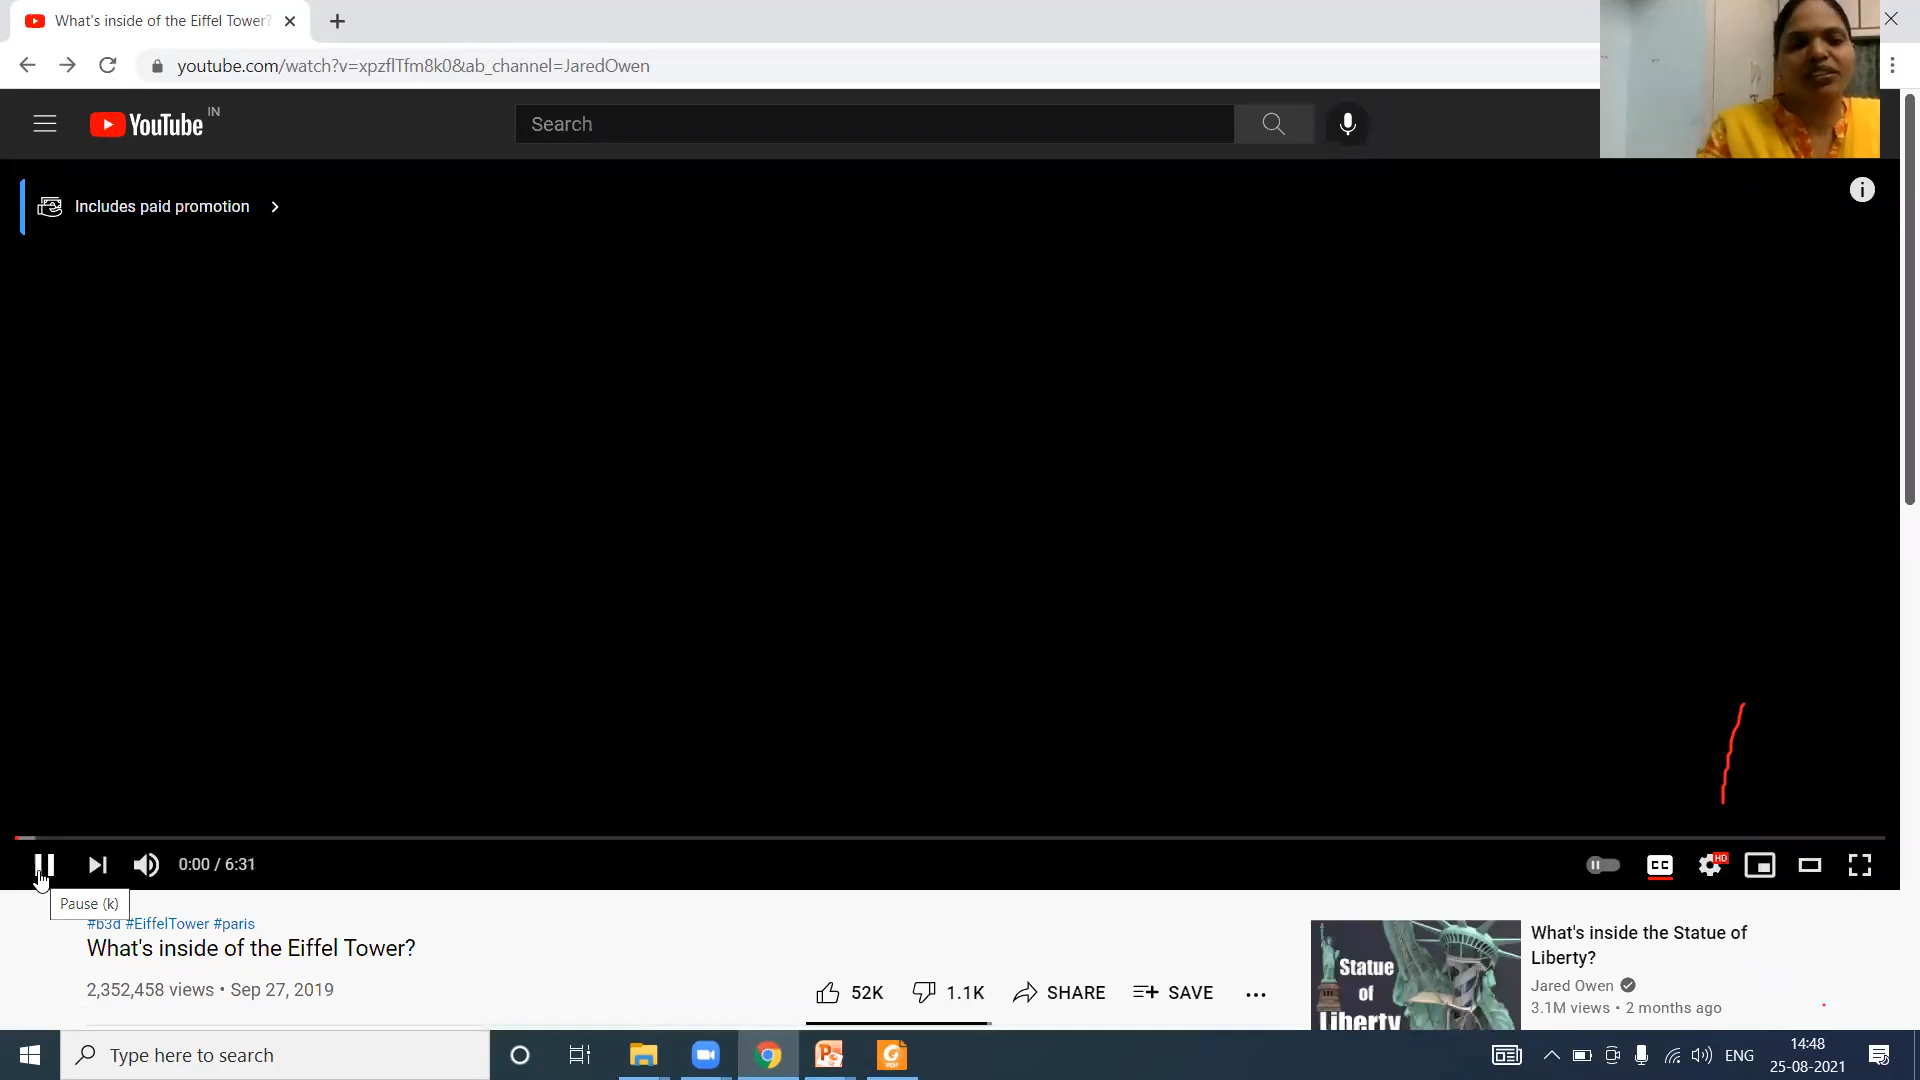 What's inside of the Eiffel Tower?
youtube.com/watch?v=xpzflTfm8k0&ab_channel=JaredOwen
YouTube IN
Search
Includes paid promotion
0:00 / 6:31
CC
HD
Pause (k)
#b3d #EiffelTower #paris
What's inside of the Eiffel Tower?
2,352,458 views • Sep 27, 2019
52K
1.1K
SHARE
SAVE
Statue
of
Liberty
What's inside the Statue of
Liberty?
Jared Owen
3.1M views • 2 months ago
Type here to search
ENG
14:48
25-08-2021